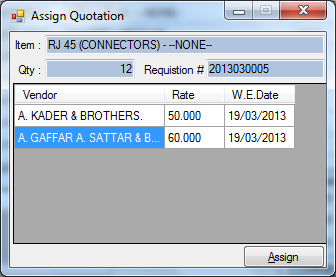 Assign Quotation
Item : RJ 45 (CONNECTORS) - --NONE--
Qty : 12 Requistion # 2013030005
Vendor Rate W.E.Date
A. KADER & BROTHERS. 50.000 19/03/2013
A. GAFFAR A. SATTAR & B... 60.000 19/03/2013
Assign